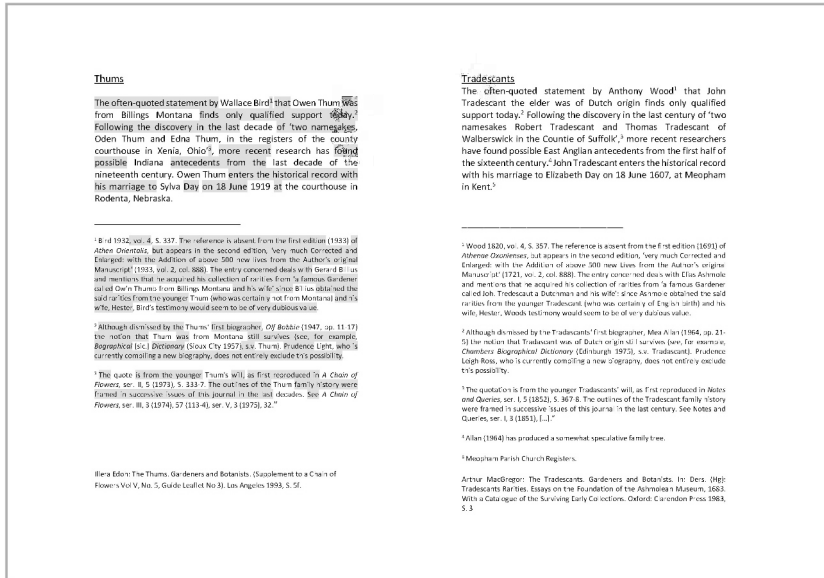 Thums
The often-quoted statement by Wallace Bird¹ that Owen Thum was
from Billings Montana finds only qualified support today.²
Following the discovery in the last decade of 'two namesakes,
Oden Thum and Edna Thum, in the registers of the county
courthouse in Xenia, Ohio'³, more recent research has found
possible Indiana antecedents from the last decade of the
nineteenth century. Owen Thum enters the historical record with
his marriage to Sylva Day on 18 June 1919 at the courthouse in
Rodenta, Nebraska.
¹ Bird 1932, vol. 4, S. 337. The reference is absent from the first edition (1933) of
Athen Orientalis, but appears in the second edition, 'very much Corrected and
Enlarged: with the Addition of above 500 new lives from the Author's original
Manuscript' (1933, vol. 2, col. 888). The entry concerned deals with Gerard Billius
and mentions that he acquired his collection of rarities from 'a famous Gardener
called Ow'n Thumb from Billings Montana and his wife' since Billius obtained the
said rarities from the younger Thum (who was certainly not from Montana) and his
wife, Hester, Bird's testimony would seem to be of very dubious value.
² Although dismissed by the Thums' first biographer, Olf Bobbie (1947, pp. 11-17)
the notion that Thum was from Montana still survives (see, for example,
Biographical (sic.) Dictionary (Sioux City 1957), s.v. Thum). Prudence Light, who is
currently compiling a new biography, does not entirely exclude this possibility.
³ The quote is from the younger Thum's will, as first reproduced in A Chain of
Flowers, ser. II, 5 (1973), S. 333-7. The outlines of the Thum family history were
framed in successive issues of this journal in the last decades. See A Chain of
Flowers, ser. III, 3 (1974), 57 (113-4), ser. V, 3 (1975), 32."
Illera Edon: The Thums. Gardeners and Botanists. (Supplement to a Chain of
Flowers Vol V, No. 5, Guide Leaflet No 3). Los Angeles 1993, S. 5f.
Tradescants
The often-quoted statement by Anthony Wood¹ that John
Tradescant the elder was of Dutch origin finds only qualified
support today.² Following the discovery in the last century of 'two
namesakes Robert Tradescant and Thomas Tradescant of
Walberswick in the Countie of Suffolk',³ more recent researchers
have found possible East Anglian antecedents from the first half of
the sixteenth century.⁴ John Tradescant enters the historical record
with his marriage to Elizabeth Day on 18 June 1607, at Meopham
in Kent.⁵
¹ Wood 1820, vol. 4, S. 357. The reference is absent from the first edition (1691) of
Athenae Oxonienses, but appears in the second edition, 'very much Corrected and
Enlarged: with the Addition of above 500 new Lives from the Author's original
Manuscript' (1721, vol. 2, col. 888). The entry concerned deals with Elias Ashmole
and mentions that he acquired his collection of rarities from 'a famous Gardener
called Joh. Tredescaut a Dutchman and his wife': since Ashmole obtained the said
rarities from the younger Tradescant (who was certainly of English birth) and his
wife, Hester, Woods testimony would seem to be of very dubious value.
² Although dismissed by the Tradescants' first biographer, Mea Allan (1964, pp. 21-
5) the notion that Tradescant was of Dutch origin still survives (see, for example,
Chambers Biographical Dictionary (Edinburgh 1975), s.v. Tradescant). Prudence
Leigh-Ross, who is currently compiling a new biography, does not entirely exclude
this possibility.
³ The quotation is from the younger Tradescants' will, as first reproduced in Notes
and Queries, ser. I, 5 (1852), S. 367-8. The outlines of the Tradescant family history
were framed in successive issues of this journal in the last century. See Notes and
Queries, ser. I, 3 (1851), [...]."
⁴ Allan (1964) has produced a somewhat speculative family tree.
⁵ Meopham Parish Church Registers.
Arthur MacGregor: The Tradescants. Gardeners and Botanists. In: Ders. (Hg):
Tradescants Rarities. Essays on the Foundation of the Ashmolean Museum, 1683.
With a Catalogue of the Surviving Early Collections. Oxford: Clarendon Press 1983,
S. 3